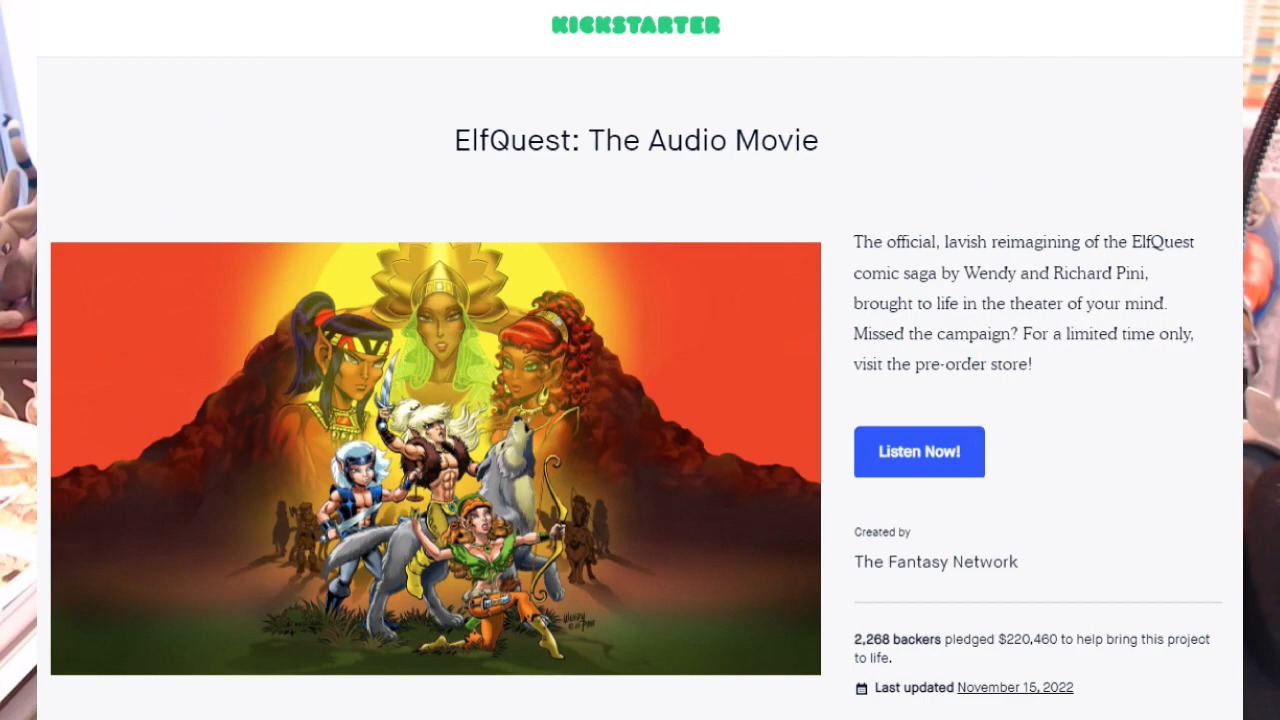 KICKSTARTER
ElfQuest: The Audio Movie
The official, lavish reimagining of the ElfQuest
comic saga by Wendy and Richard Pini,
brought to life in the theater of your mind.
Missed the campaign? For a limited time only,
visit the pre-order store!
Listen Now!
Created by
The Fantasy Network
2,268 backers pledged $220,460 to help bring this project
to life.
Last updated November 15, 2022
Wendy
Pini